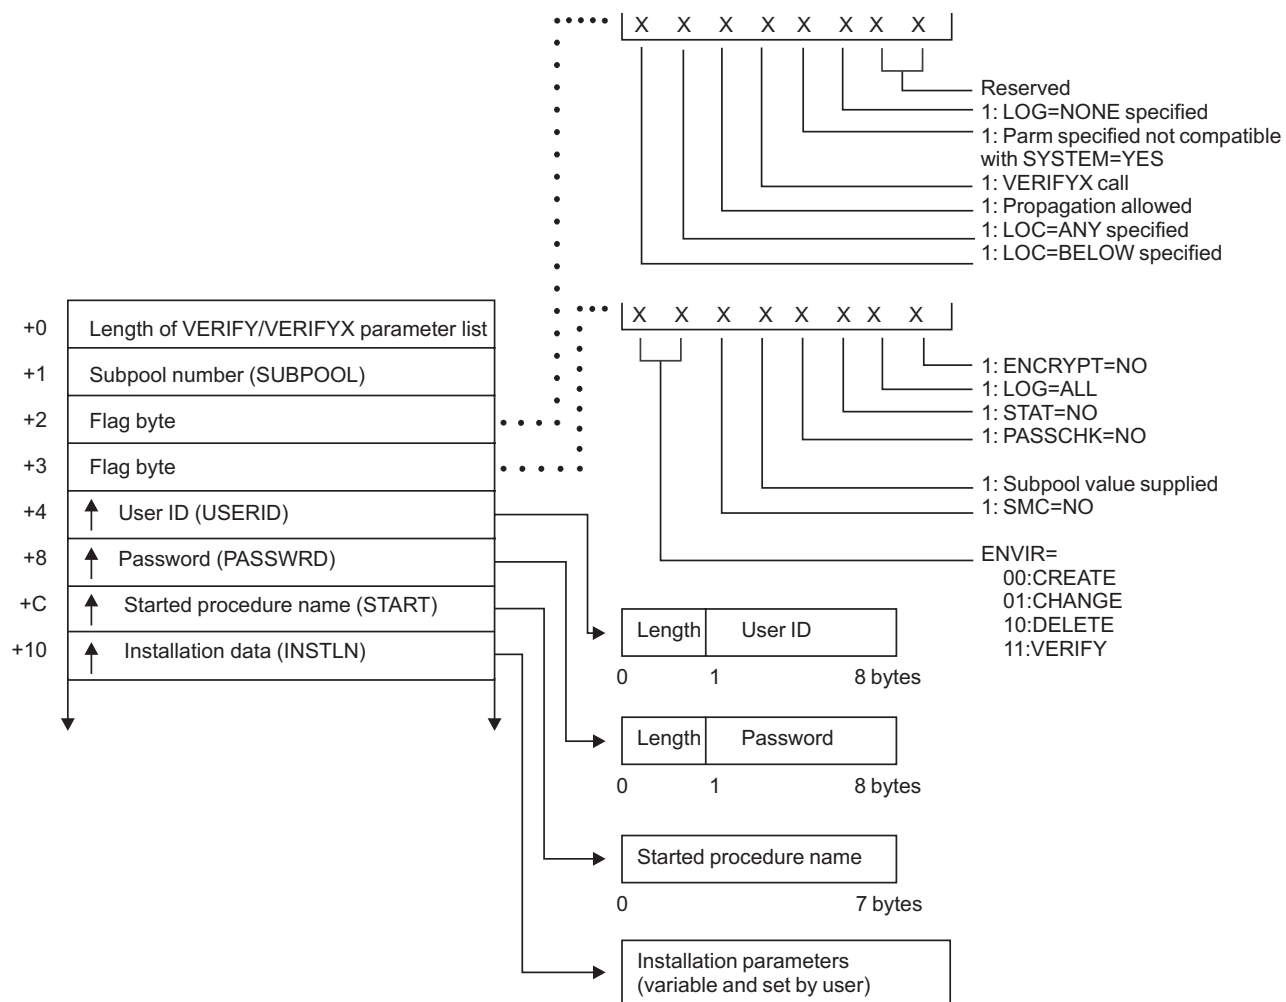 X X X X X X X X
Reserved
1: LOG=NONE specified
1: Parm specified not compatible
with SYSTEM=YES
1: VERIFYX call
1: Propagation allowed
1: LOC=ANY specified
1: LOC=BELOW specified
+0 Length of VERIFY/VERIFYX parameter list
+1 Subpool number (SUBPOOL)
+2 Flag byte
+3 Flag byte
+4 User ID (USERID)
+8 Password (PASSWRD)
+C Started procedure name (START)
+10 Installation data (INSTLN)
X X X X X X X X
1: ENCRYPT=NO
1: LOG=ALL
1: STAT=NO
1: PASSCHK=NO
1: Subpool value supplied
1: SMC=NO
ENVIR=
00:CREATE
01:CHANGE
10:DELETE
11:VERIFY
Length User ID
0 1 8 bytes
Length Password
0 1 8 bytes
Started procedure name
0 7 bytes
Installation parameters
(variable and set by user)